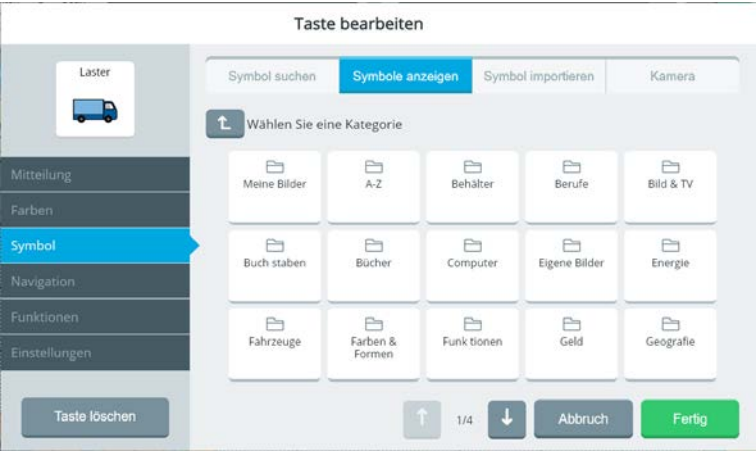 Taste bearbeiten
Laster
Symbol suchen
Symbole anzeigen
Symbol importieren
Kamera
Wählen Sie eine Kategorie
Mitteilung
Farben
Symbol
Navigation
Funktionen
Einstellungen
Taste löschen
Meine Bilder
A-Z
Behälter
Berufe
Bild & TV
Buch staben
Bücher
Computer
Eigene Bilder
Energie
Fahrzeuge
Farben &
Formen
Funk tionen
Geld
Geografie
1/4
Abbruch
Fertig